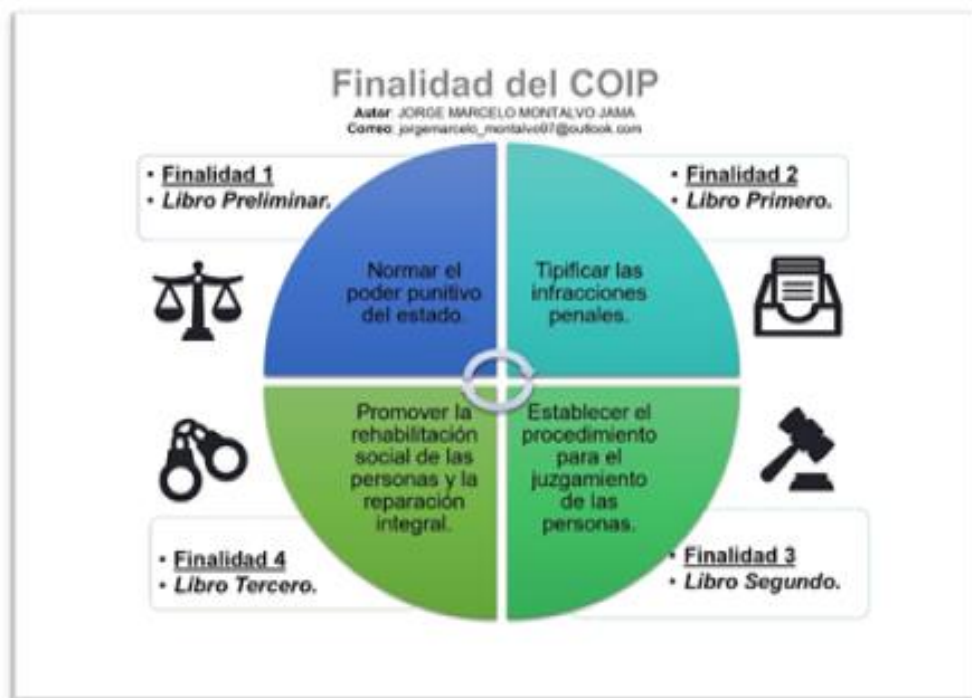 Finalidad del COIP
Autor: JORGE MARCELO MONTALVO JAMA
Correo: jorgemarcelo_montalvo07@outlook.com
• Finalidad 1
• Libro Preliminar.
• Finalidad 2
• Libro Primero.
Normar el
poder punitivo
del estado.
Tipificar las
infracciones
penales.
Promover la
rehabilitación
social de las
personas y la
reparación
integral.
Establecer el
procedimiento
para el
juzgamiento
de las
personas.
• Finalidad 4
• Libro Tercero.
• Finalidad 3
• Libro Segundo.